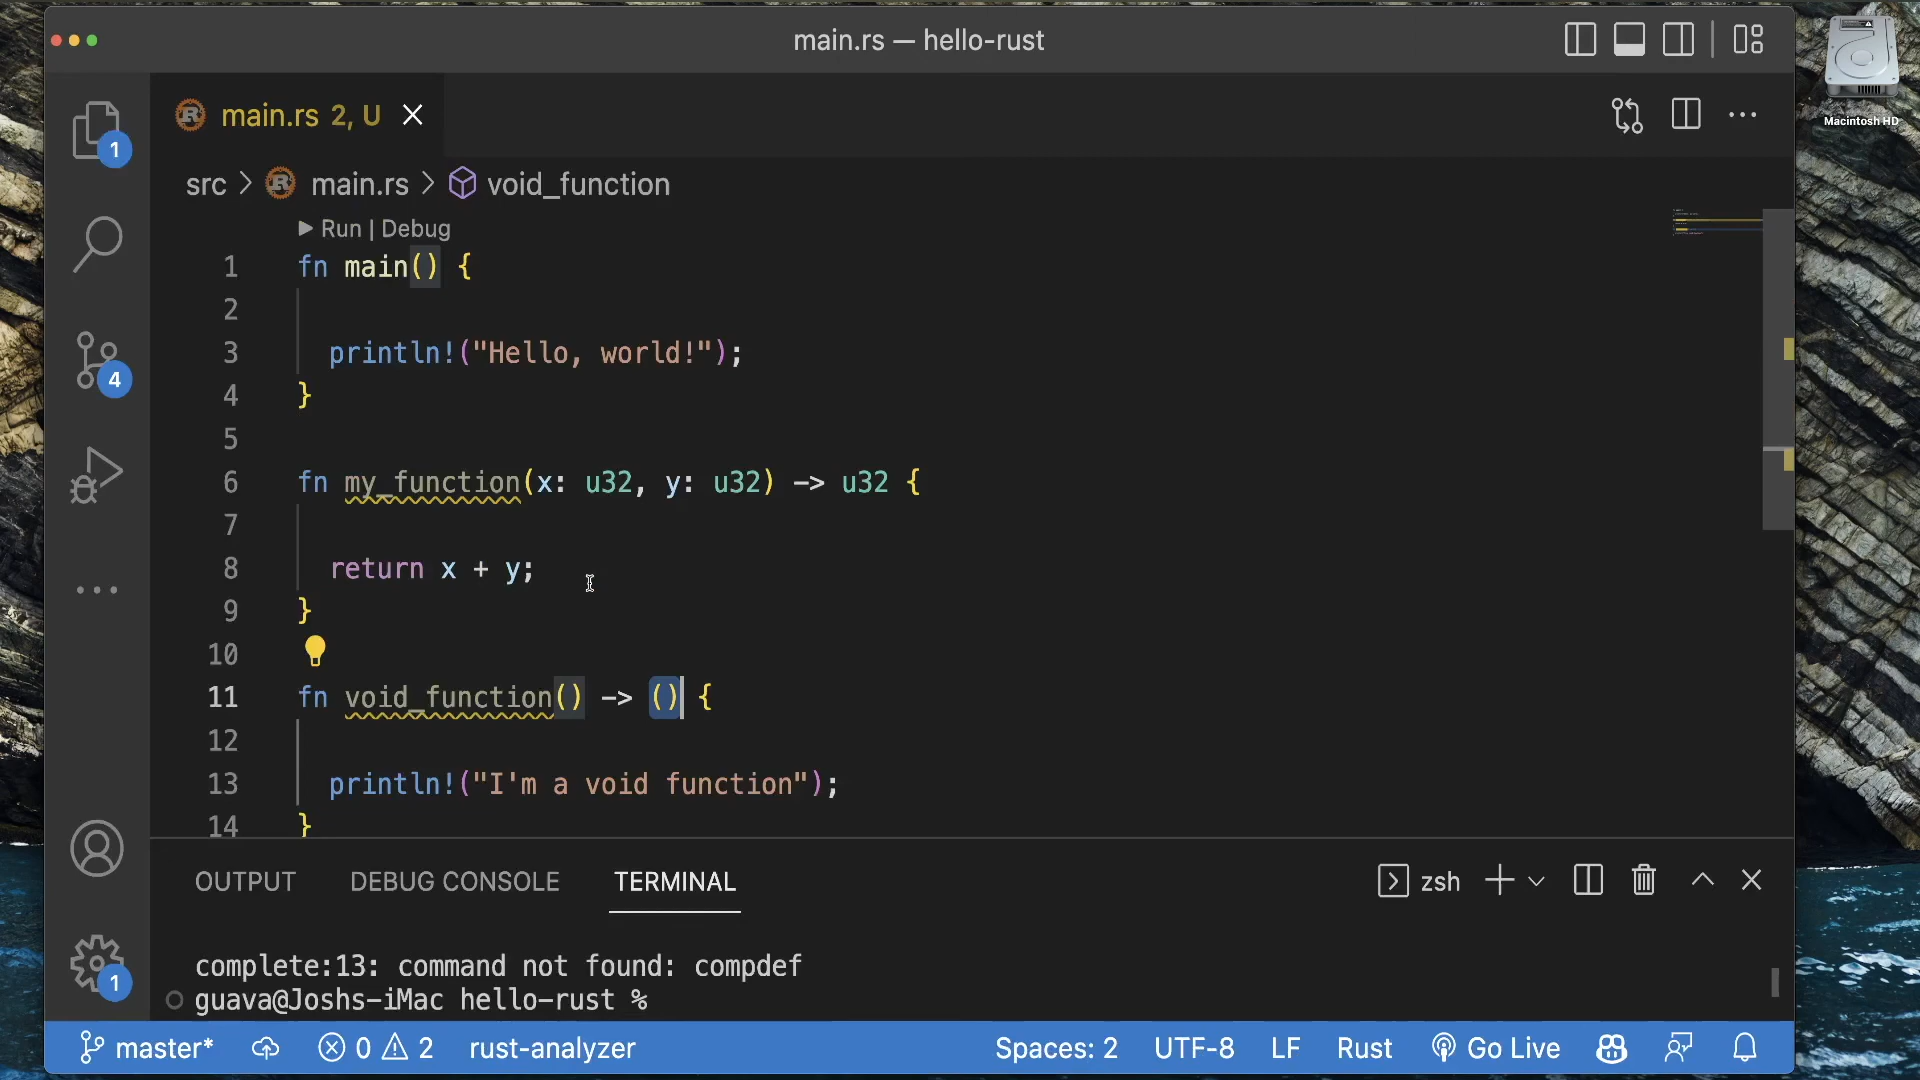 main.rs — hello-rust
Macintosh HD
main.rs 2, U
1
src > main.rs > void_function
Run | Debug
1 fn main() {
2
3 println!("Hello, world!");
4 }
4
5
6 fn my_function(x: u32, y: u32) -> u32 {
7
8 return x + y;
9 }
10
11 fn void_function() -> () {
12
13 println!("I'm a void function");
14 }
OUTPUT DEBUG CONSOLE TERMINAL zsh
complete:13: command not found: compdef
1
guava@Joshs-iMac hello-rust %
master* 0 2 rust-analyzer Spaces: 2 UTF-8 LF Rust Go Live